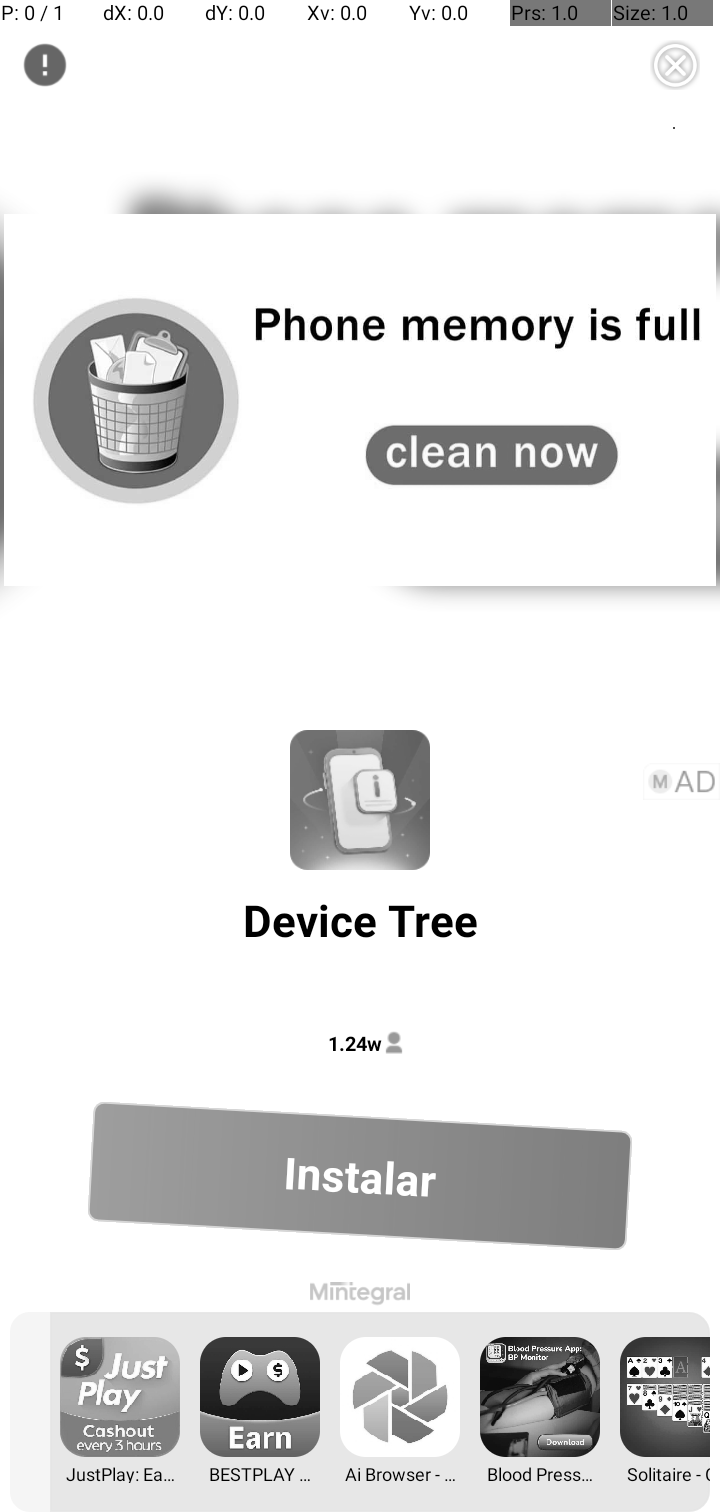 P: 0 / 1 dX: 0.0 dY: 0.0 Xv: 0.0 Yv: 0.0 Prs: 1.0 Size: 1.0
Phone memory is full
clean now
M AD
Device Tree
1.24w
Instalar
Mintegral
$ Just Play
Cashout
every 3 hours
$
Earn
Blood Pressure App:
BP Monitor
Download
JustPlay: Ea...
BESTPLAY ...
Ai Browser - ...
Blood Press...
Solitaire -